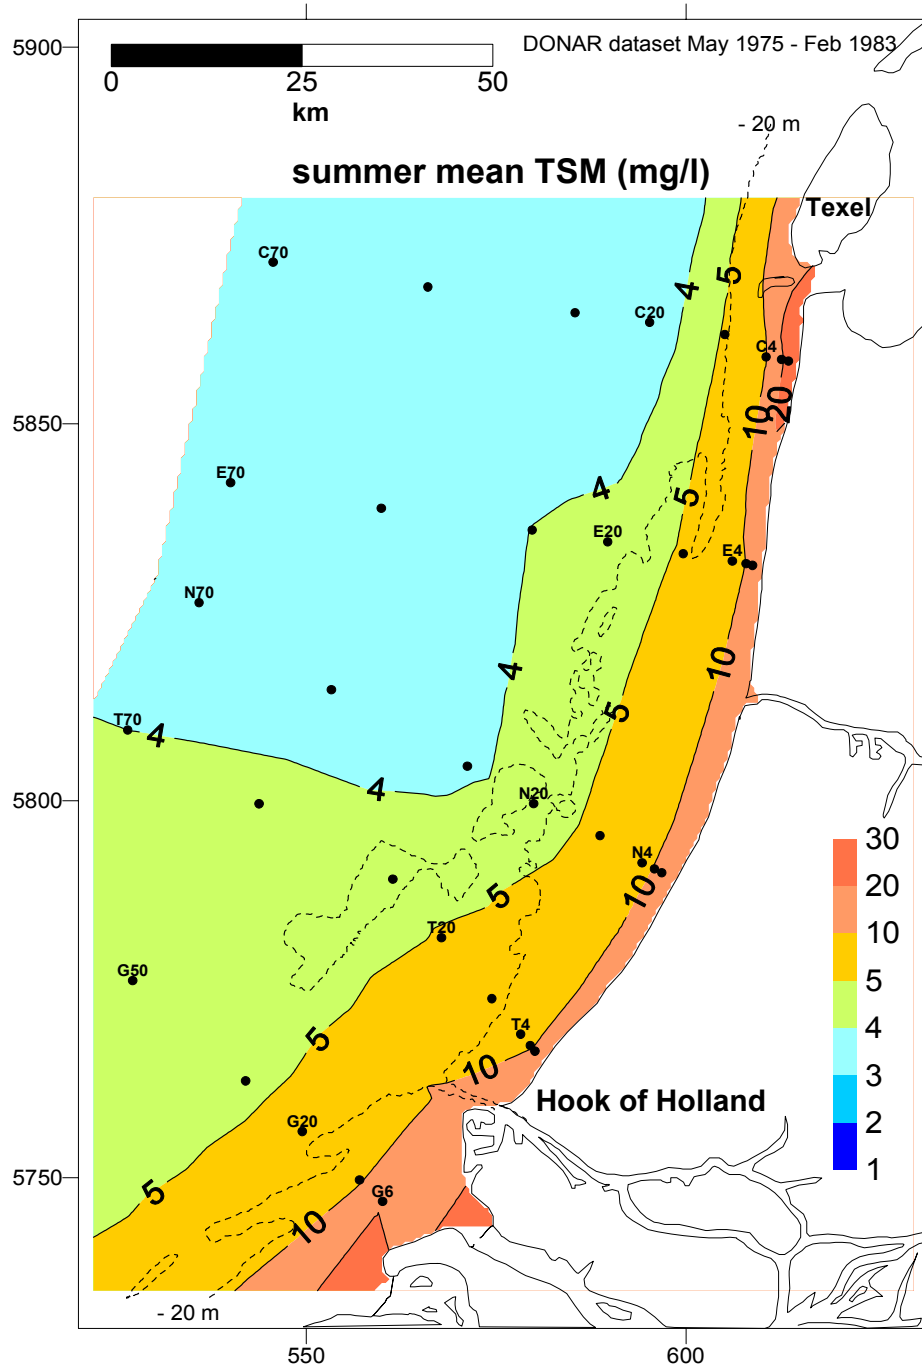 5900
DONAR dataset May 1975 - Feb 1983
0
25
50
km
- 20 m
summer mean TSM (mg/l)
Texel
C70
5
4
C20
C4
5850
20
10
E70
4
5
E20
E4
N70
10
4
5
T70
4
4
N20
5800
30
N4
20
10
5
T20
10
G50
5
4
T4
5
10
3
Hook of Holland
G20
2
5750
5
G6
1
10
- 20 m
550
600